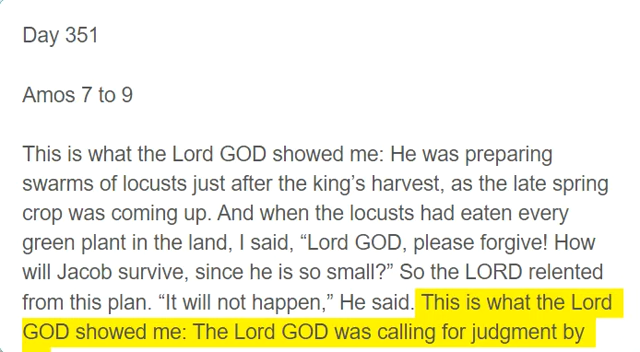 Day 351
Amos 7 to 9
This is what the Lord GOD showed me: He was preparing
swarms of locusts just after the king’s harvest, as the late spring
crop was coming up. And when the locusts had eaten every
green plant in the land, I said, “Lord GOD, please forgive! How
will Jacob survive, since he is so small?” So the LORD relented
from this plan. “It will not happen,” He said. This is what the Lord
GOD showed me: The Lord GOD was calling for judgment by